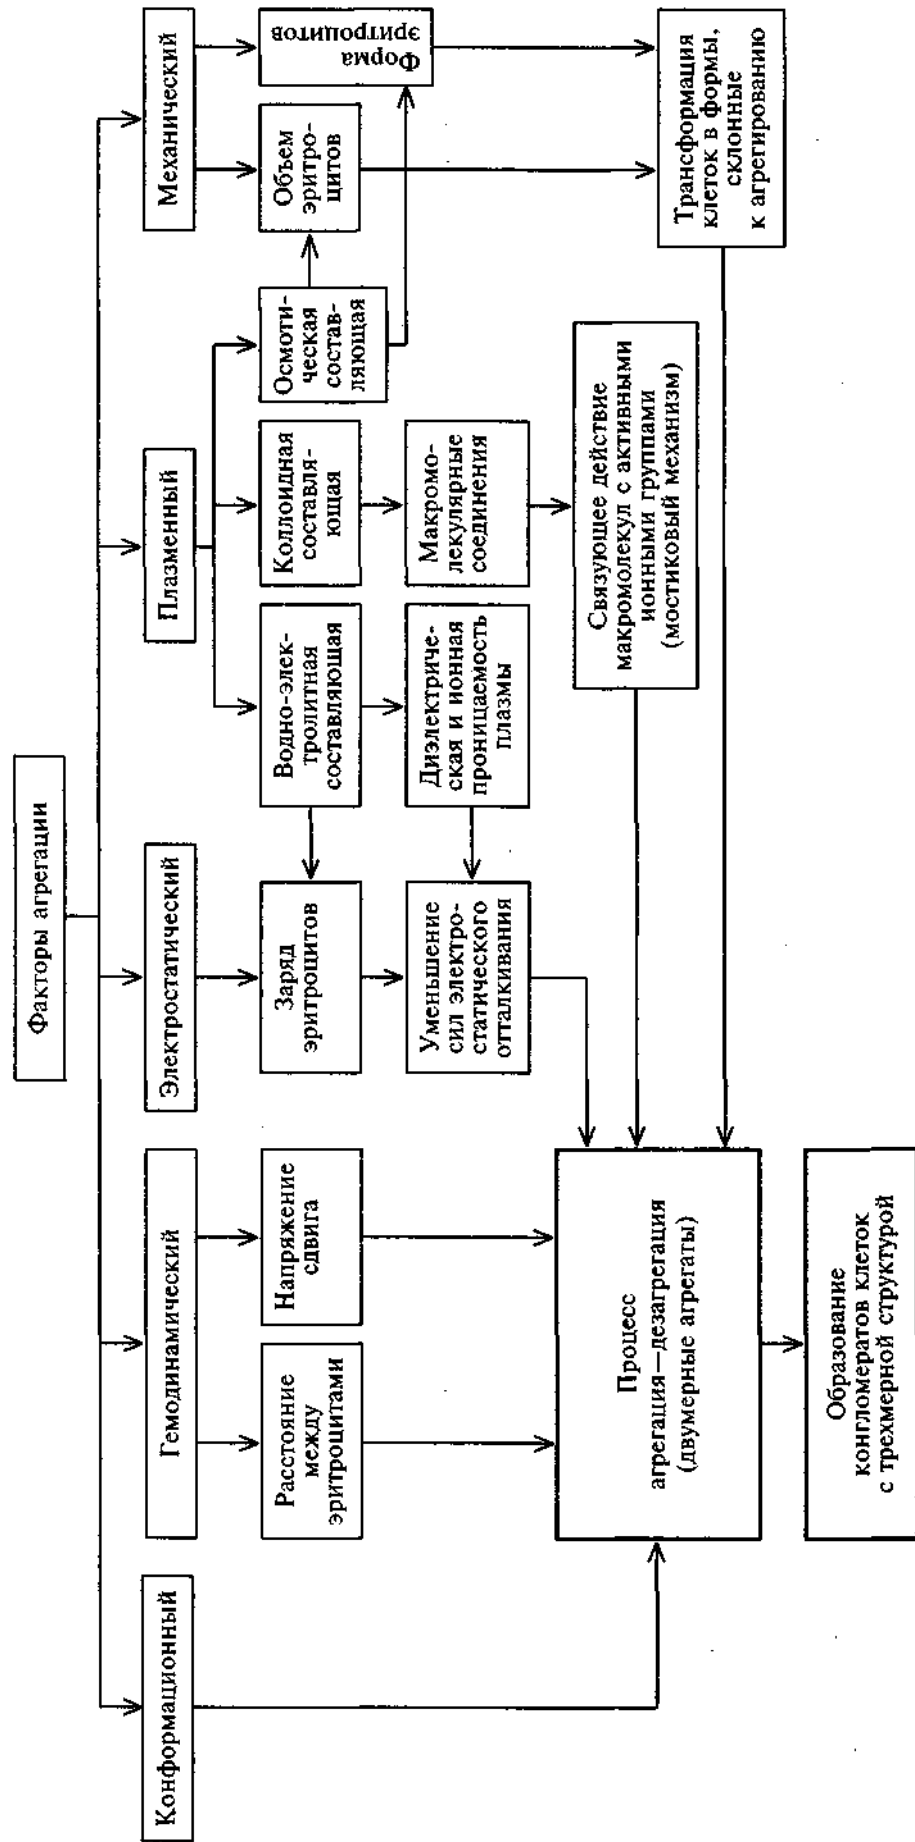 Факторы агрегации
Конформационный
Гемодинамический
Электростатический
Плазменный
Механический
Расстояние
между
эритроцитами
Напряжение
сдвига
Заряд
эритроцитов
Водно-элек-
тролитная
составляющая
Коллоидная
составля-
ющая
Осмоти-
ческая
состав-
ляющая
Объем
эритро-
цитов
Форма
эритроцитов
Уменьшение
сил электро-
статического
отталкивания
Диэлектриче-
ская и ионная
проницаемость
плазмы
Макромо-
лекулярные
соединения
Процесс
агрегация—дезагрегация
(двумерные агрегаты)
Связующее действие
макромолекул с активными
ионными группами
(мостиковый механизм)
Трансформация
клеток в формы,
склонные
к агрегированию
Образование
конгломератов клеток
с трехмерной структурой